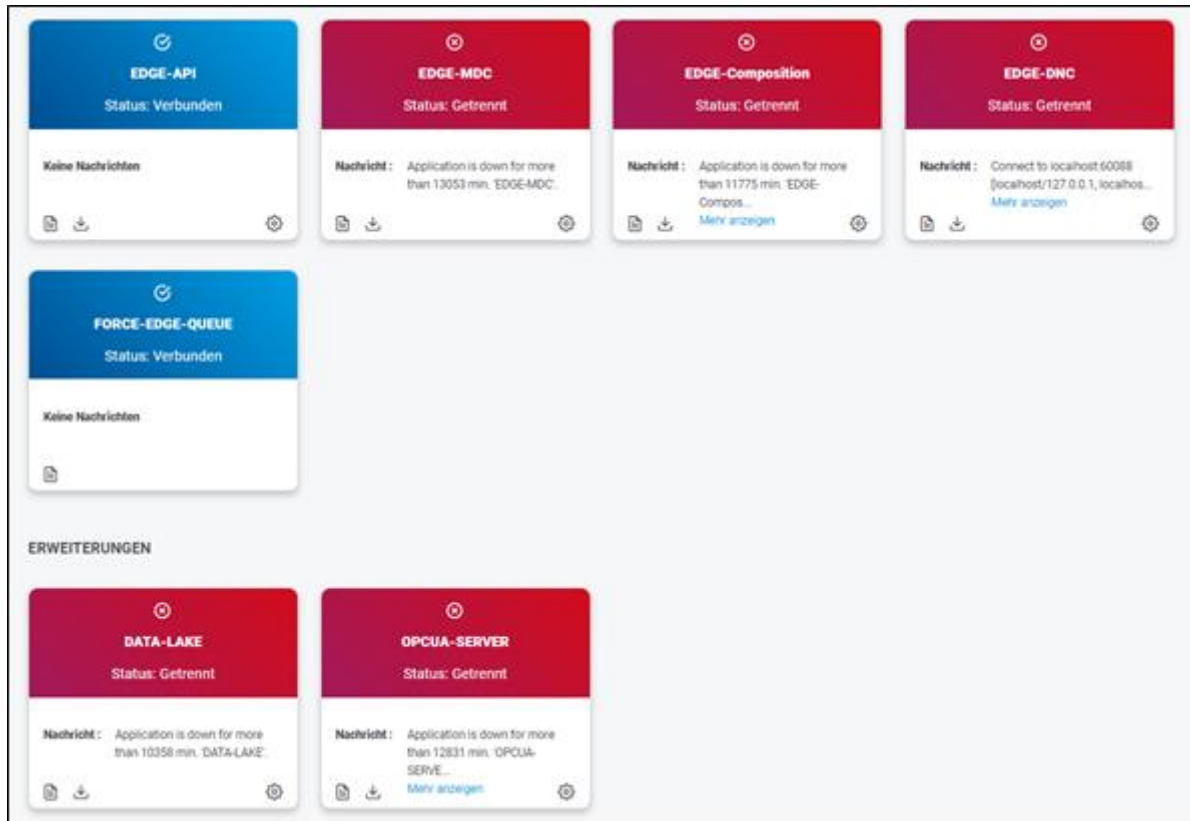 EDGE-API
Status: Verbunden
Keine Nachrichten
EDGE-MDC
Status: Getrennt
Nachricht : Application is down for more
than 13053 min. 'EDGE-MDC'.
EDGE-Composition
Status: Getrennt
Nachricht : Application is down for more
than 11775 min. 'EDGE-
Compos...
Mehr anzeigen
EDGE-DNC
Status: Getrennt
Nachricht : Connect to localhost:60088
[localhost/127.0.0.1, localhos...
Mehr anzeigen
FORCE-EDGE-QUEUE
Status: Verbunden
Keine Nachrichten
ERWEITERUNGEN
DATA-LAKE
Status: Getrennt
Nachricht : Application is down for more
than 10358 min. 'DATA-LAKE'.
OPCUA-SERVER
Status: Getrennt
Nachricht : Application is down for more
than 12831 min. 'OPCUA-
SERVE...
Mehr anzeigen